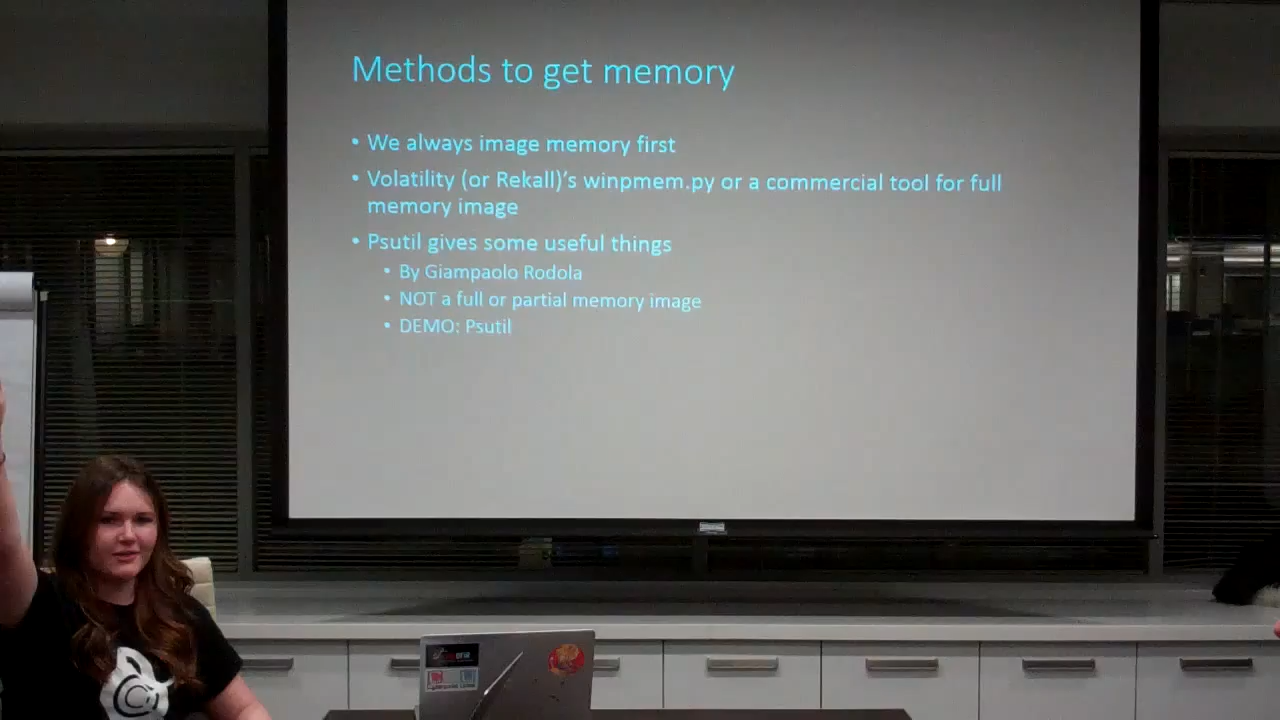 Methods to get memory
• We always image memory first
• Volatility (or Rekall)'s winpmem.py or a commercial tool for full
memory image
• Psutil gives some useful things
• By Giampaolo Rodola
• NOT a full or partial memory image
• DEMO: Psutil